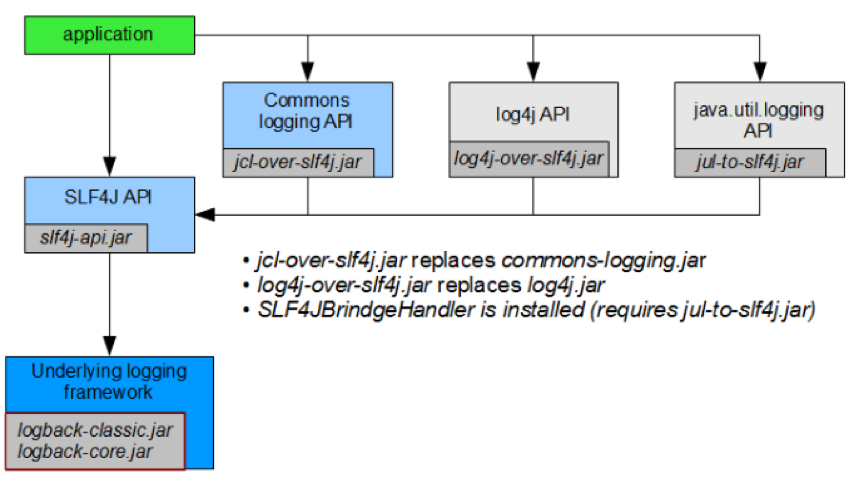 application
Commons
logging API
jcl-over-slf4j.jar
log4j API
log4j-over-slf4j.jar
java.util.logging
API
jul-to-slf4j.jar
SLF4J API
slf4j-api.jar
• jcl-over-slf4j.jar replaces commons-logging.jar
• log4j-over-slf4j.jar replaces log4j.jar
• SLF4JBrindgeHandler is installed (requires jul-to-slf4j.jar)
Underlying logging
framework
logback-classic.jar
logback-core.jar